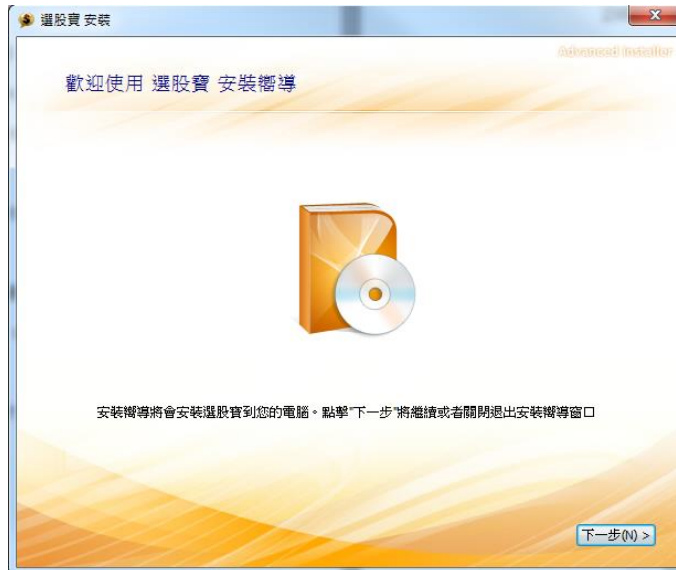 選股寶 安裝
Advanced Installer
歡迎使用 選股寶 安裝嚮導
安裝嚮導將會安裝選股寶到您的電腦。點擊"下一步"將繼續或者關閉退出安裝嚮導窗口
下一步(N) >